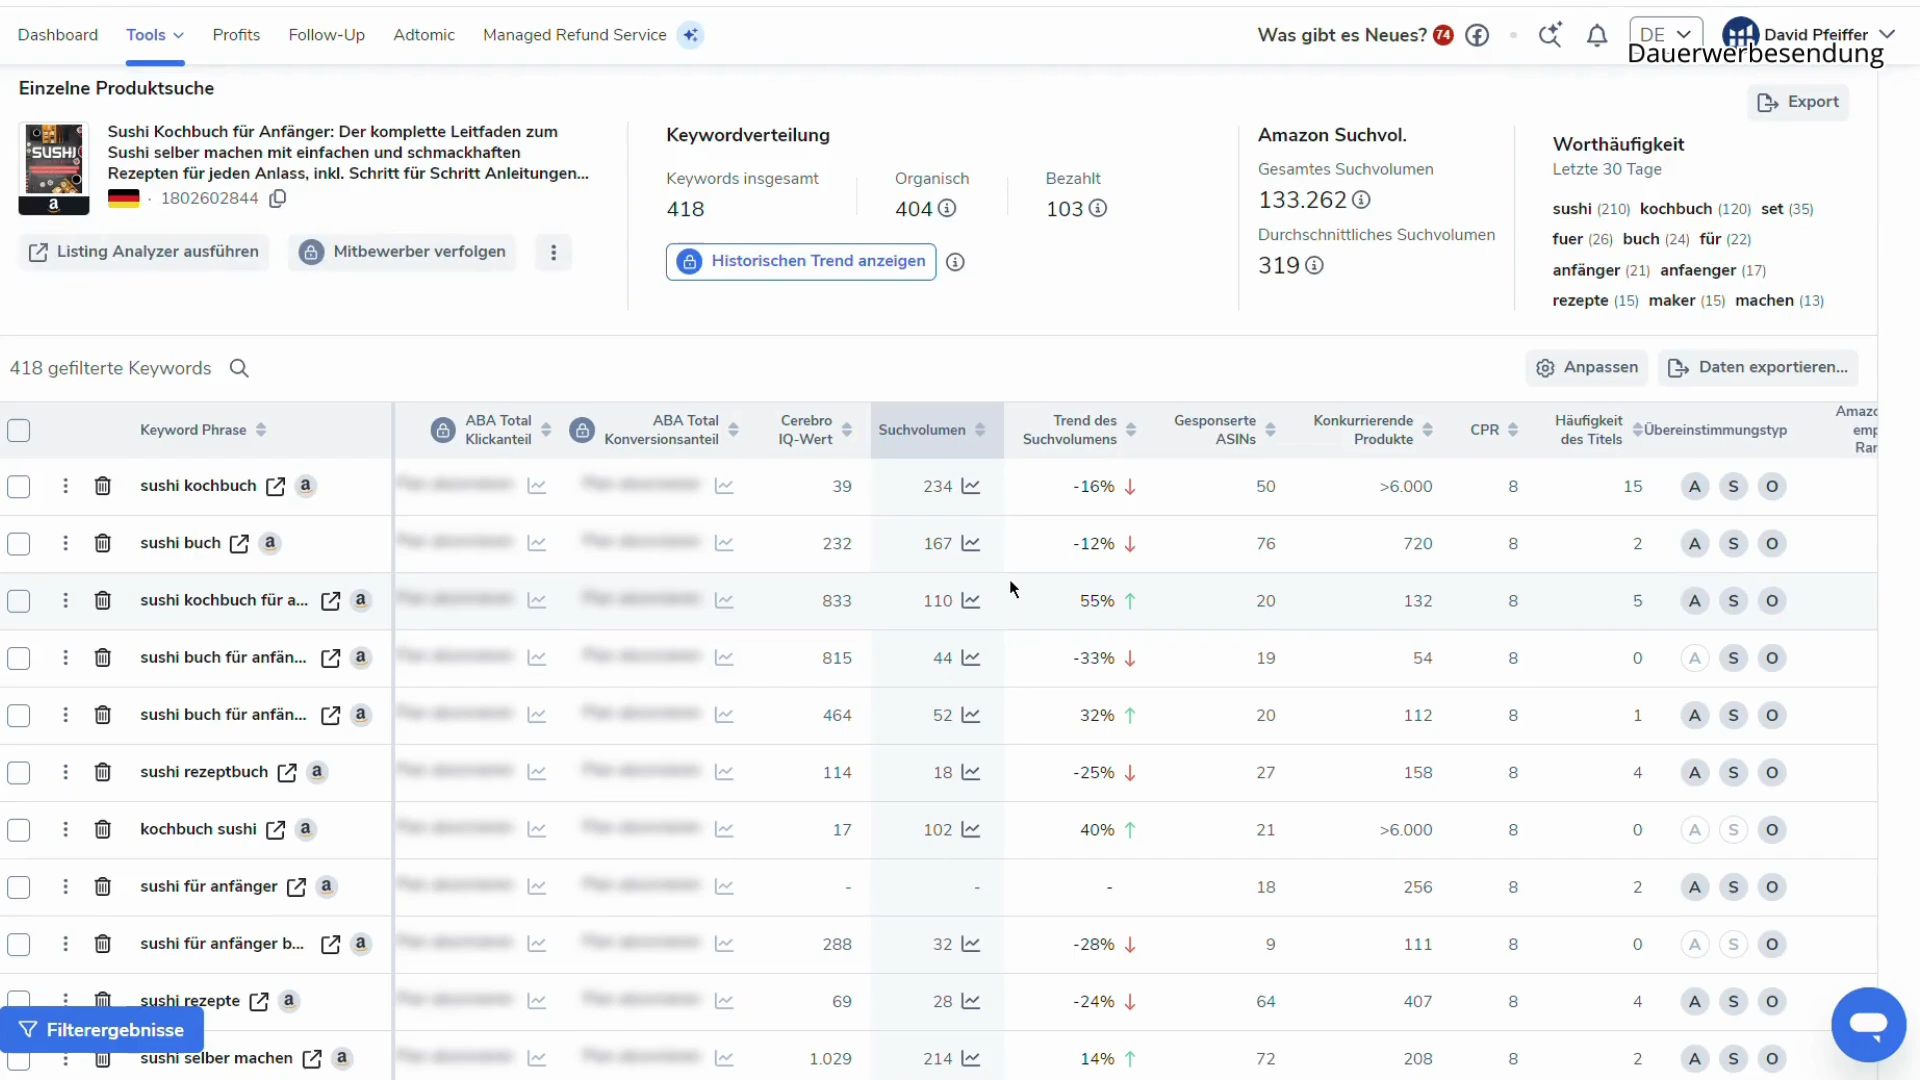 Dashboard Tools Profits Follow-Up Adtomic Managed Refund Service Was gibt es Neues? 74 DE David Pfeiffer
Dauerwerbesendung
Einzelne Produktsuche
Export
SUSHI
Sushi Kochbuch für Anfänger: Der komplette Leitfaden zum
Sushi selber machen mit einfachen und schmackhaften
Rezepten für jeden Anlass, inkl. Schritt für Schritt Anleitungen...
a · 1802602844
Listing Analyzer ausführen Mitbewerber verfolgen
Keywordverteilung
Keywords insgesamt Organisch Bezahlt
418 404 103
Historischen Trend anzeigen
Amazon Suchvol.
Gesamtes Suchvolumen
133.262
Durchschnittliches Suchvolumen
319
Worthäufigkeit
Letzte 30 Tage
sushi (210) kochbuch (120) set (35)
fuer (26) buch (24) für (22)
anfänger (21) anfaenger (17)
rezepte (15) maker (15) machen (13)
418 gefilterte Keywords Anpassen Daten exportieren...
Keyword Phrase
ABA Total
Klickanteil
ABA Total
Konversionsanteil
Cerebro
IQ-Wert
Suchvolumen
Trend des
Suchvolumens
Gesponserte
ASINs
Konkurrierende
Produkte
CPR
Häufigkeit
des Titels
Übereinstimmungstyp
Amazo
emp
Ran
sushi kochbuch a 39 234 -16% 50 >6.000 8 15 A S O
sushi buch a 232 167 -12% 76 720 8 2 A S O
sushi kochbuch für a... a 833 110 55% 20 132 8 5 A S O
sushi buch für anfän... a 815 44 -33% 19 54 8 0 A S O
sushi buch für anfän... a 464 52 32% 20 112 8 1 A S O
sushi rezeptbuch a 114 18 -25% 27 158 8 4 A S O
kochbuch sushi a 17 102 40% 21 >6.000 8 0 A S O
sushi für anfänger a - - - 18 256 8 2 A S O
sushi für anfänger b... a 288 32 -28% 9 111 8 0 A S O
sushi rezepte a 69 28 -24% 64 407 8 4 A S O
Filterergebnisse
sushi selber machen a 1.029 214 14% 72 208 8 2 A S O